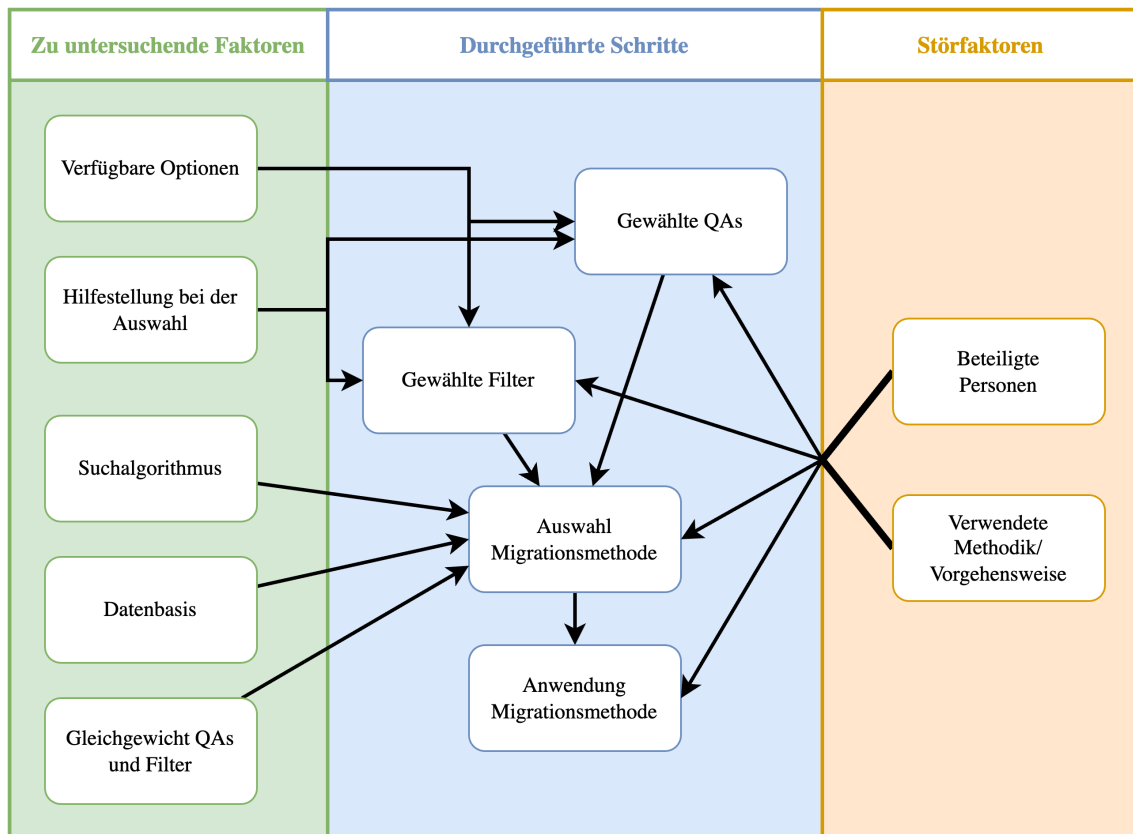 Zu untersuchende Faktoren
Durchgeführte Schritte
Störfaktoren
Verfügbare Optionen
Hilfestellung bei der
Auswahl
Suchalgorithmus
Datenbasis
Gleichgewicht QAs
und Filter
Gewählte QAs
Gewählte Filter
Auswahl
Migrationsmethode
Anwendung
Migrationsmethode
Beteiligte
Personen
Verwendete
Methodik/
Vorgehensweise